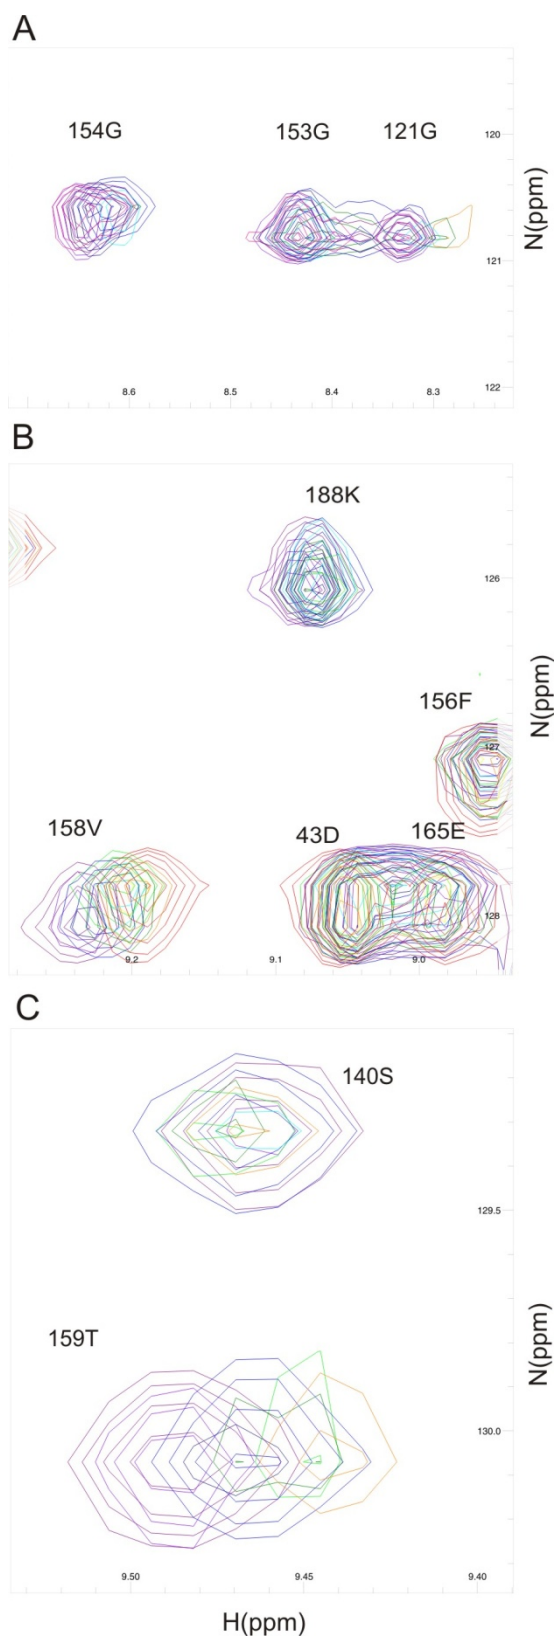 A
154G 153G 121G
120
N(ppm)
121
8.6 8.5 8.4 8.3
122
B
188K
126
N(ppm)
156F
127
158V 43D 165E
128
9.2 9.1 9.0
C
140S
129.5
N(ppm)
159T
130.0
9.50 9.45 9.40
H(ppm)